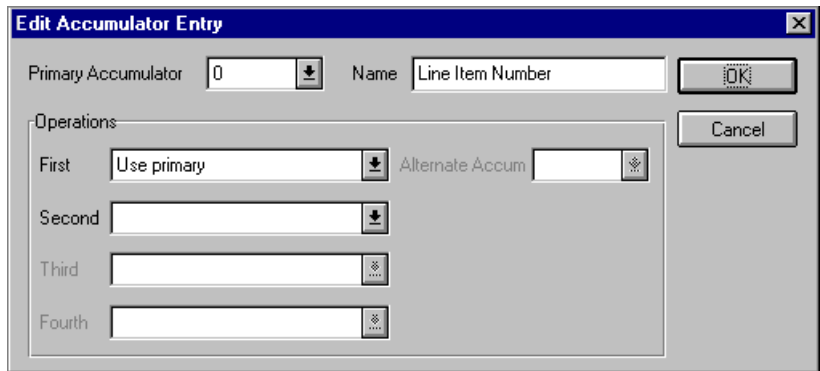 Edit Accumulator Entry
Primary Accumulator 0 Name Line Item Number OK
Operations Cancel
First Use primary Alternate Accum
Second
Third
Fourth